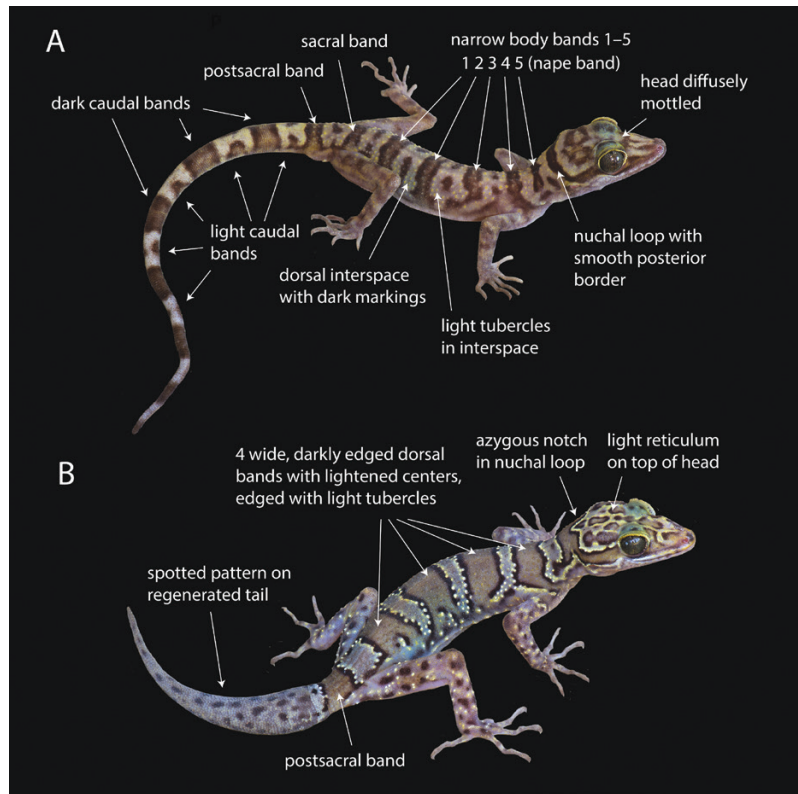 A
sacral band
narrow body bands 1–5
postsacral band
1 2 3 4 5 (nape band)
head diffusely
mottled
dark caudal bands
light caudal
bands
nuchal loop with
smooth posterior
border
dorsal interspace
with dark markings
light tubercles
in interspace
B
4 wide, darkly edged dorsal
bands with lightened centers,
edged with light tubercles
azygous notch
in nuchal loop
light reticulum
on top of head
spotted pattern on
regenerated tail
postsacral band